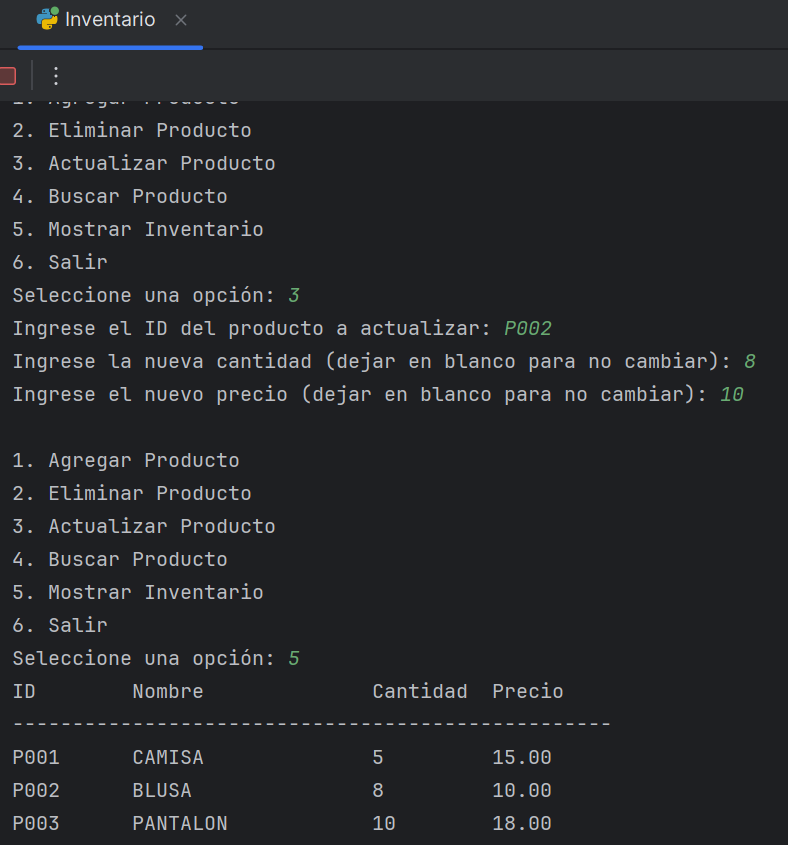 Inventario
1. Agregar Producto
2. Eliminar Producto
3. Actualizar Producto
4. Buscar Producto
5. Mostrar Inventario
6. Salir
Seleccione una opción: 3
Ingrese el ID del producto a actualizar: P002
Ingrese la nueva cantidad (dejar en blanco para no cambiar): 8
Ingrese el nuevo precio (dejar en blanco para no cambiar): 10
1. Agregar Producto
2. Eliminar Producto
3. Actualizar Producto
4. Buscar Producto
5. Mostrar Inventario
6. Salir
Seleccione una opción: 5
ID Nombre Cantidad Precio
--------------------------------------------------
P001 CAMISA 5 15.00
P002 BLUSA 8 10.00
P003 PANTALON 10 18.00